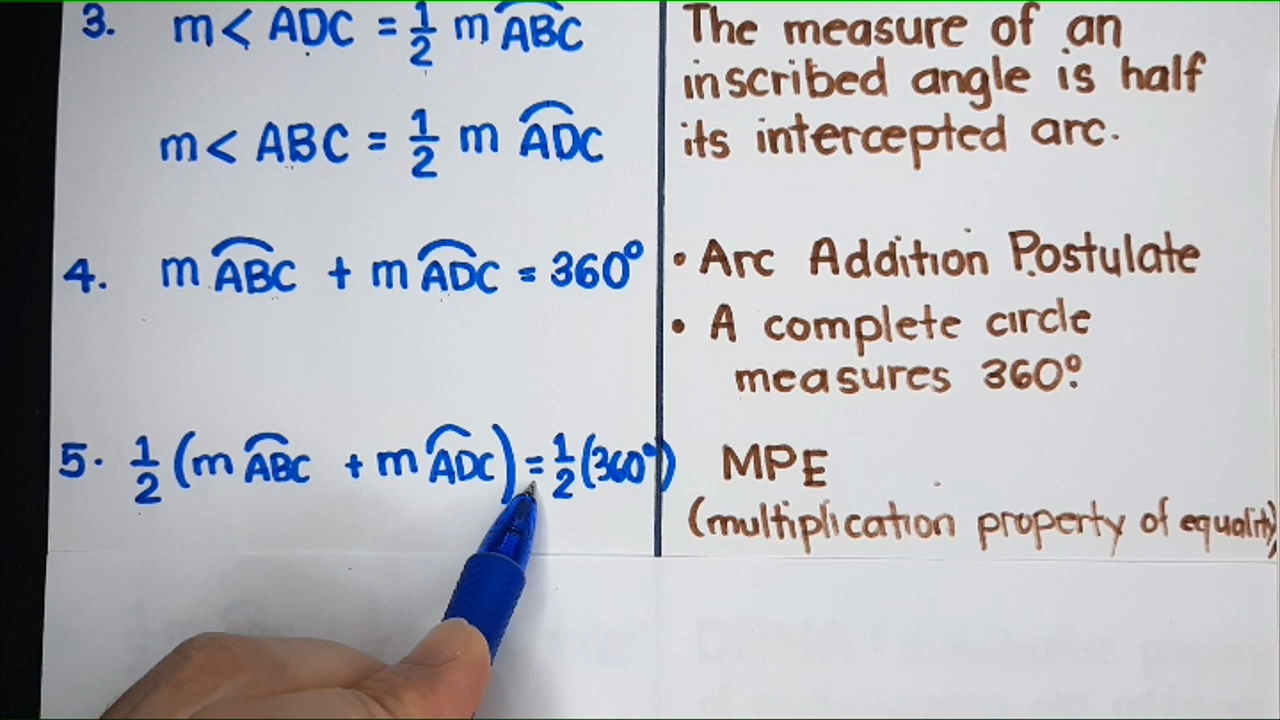 3. m< ADC = 1/2 m ABC
The measure of an
inscribed angle is half
its intercepted arc.
m< ABC = 1/2 m ADC
4. m ABC + m ADC = 360°
• Arc Addition Postulate
• A complete circle
measures 360°.
5. 1/2 (m ABC + m ADC) = 1/2 (360°)
MPE
(multiplication property of equality)